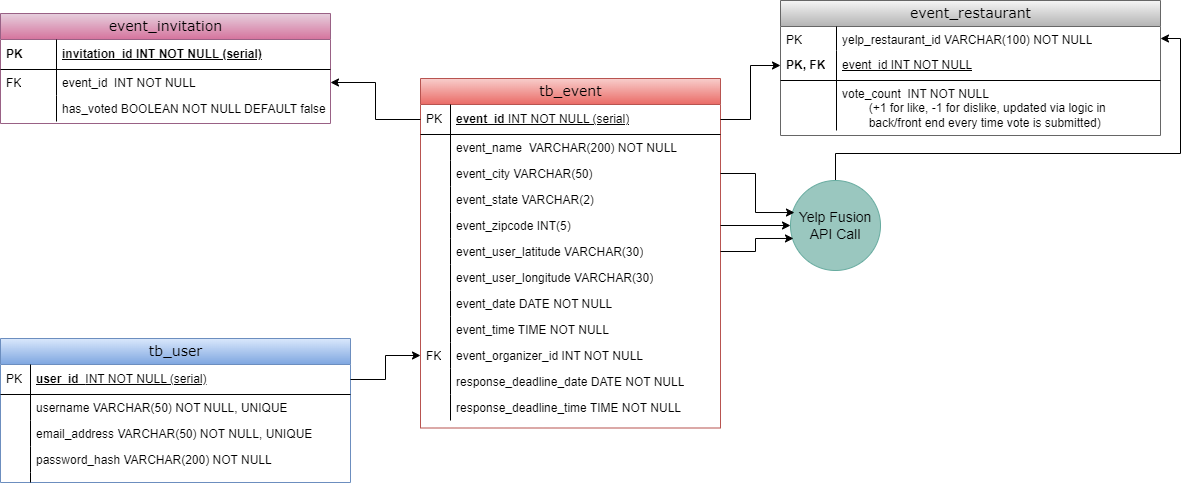 event_invitation
PK invitation_id INT NOT NULL (serial)
FK event_id INT NOT NULL
has_voted BOOLEAN NOT NULL DEFAULT false
tb_event
PK event_id INT NOT NULL (serial)
event_name VARCHAR(200) NOT NULL
event_city VARCHAR(50)
event_state VARCHAR(2)
event_zipcode INT(5)
event_user_latitude VARCHAR(30)
event_user_longitude VARCHAR(30)
event_date DATE NOT NULL
event_time TIME NOT NULL
FK event_organizer_id INT NOT NULL
response_deadline_date DATE NOT NULL
response_deadline_time TIME NOT NULL
event_restaurant
PK yelp_restaurant_id VARCHAR(100) NOT NULL
PK, FK event_id INT NOT NULL
vote_count INT NOT NULL
(+1 for like, -1 for dislike, updated via logic in
back/front end every time vote is submitted)
Yelp Fusion
API Call
tb_user
PK user_id INT NOT NULL (serial)
username VARCHAR(50) NOT NULL, UNIQUE
email_address VARCHAR(50) NOT NULL, UNIQUE
password_hash VARCHAR(200) NOT NULL